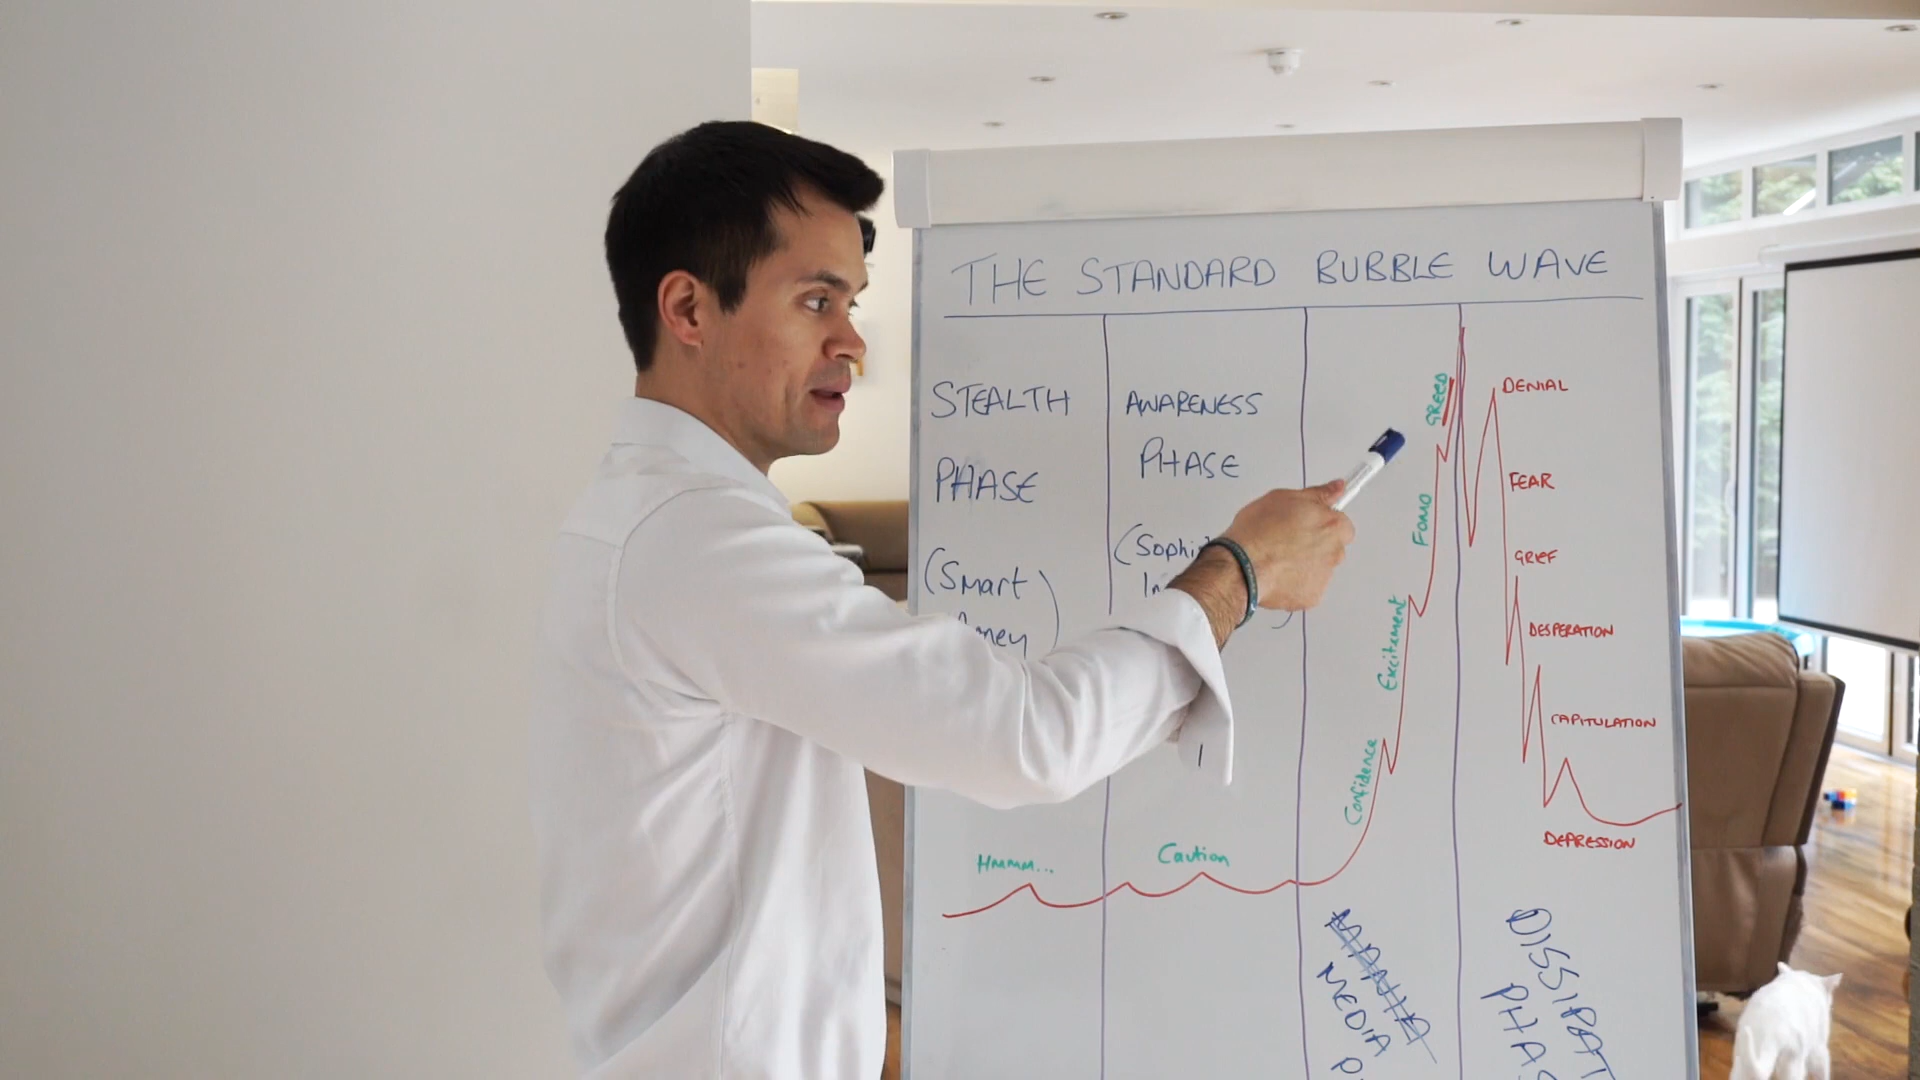 THE STANDARD BUBBLE WAVE
STEALTH
PHASE
(Smart
AWARENESS
PHASE
Hmmm...
Caution
Confidence
Excitement
FOMO
GREED
DENIAL
FEAR
GRIEF
DESPERATION
CAPITULATION
DEPRESSION
MEDIA